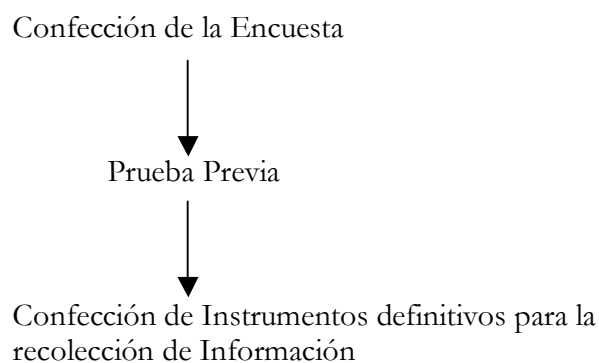 Confección de la Encuesta
Prueba Previa
Confección de Instrumentos definitivos para la
recolección de Información